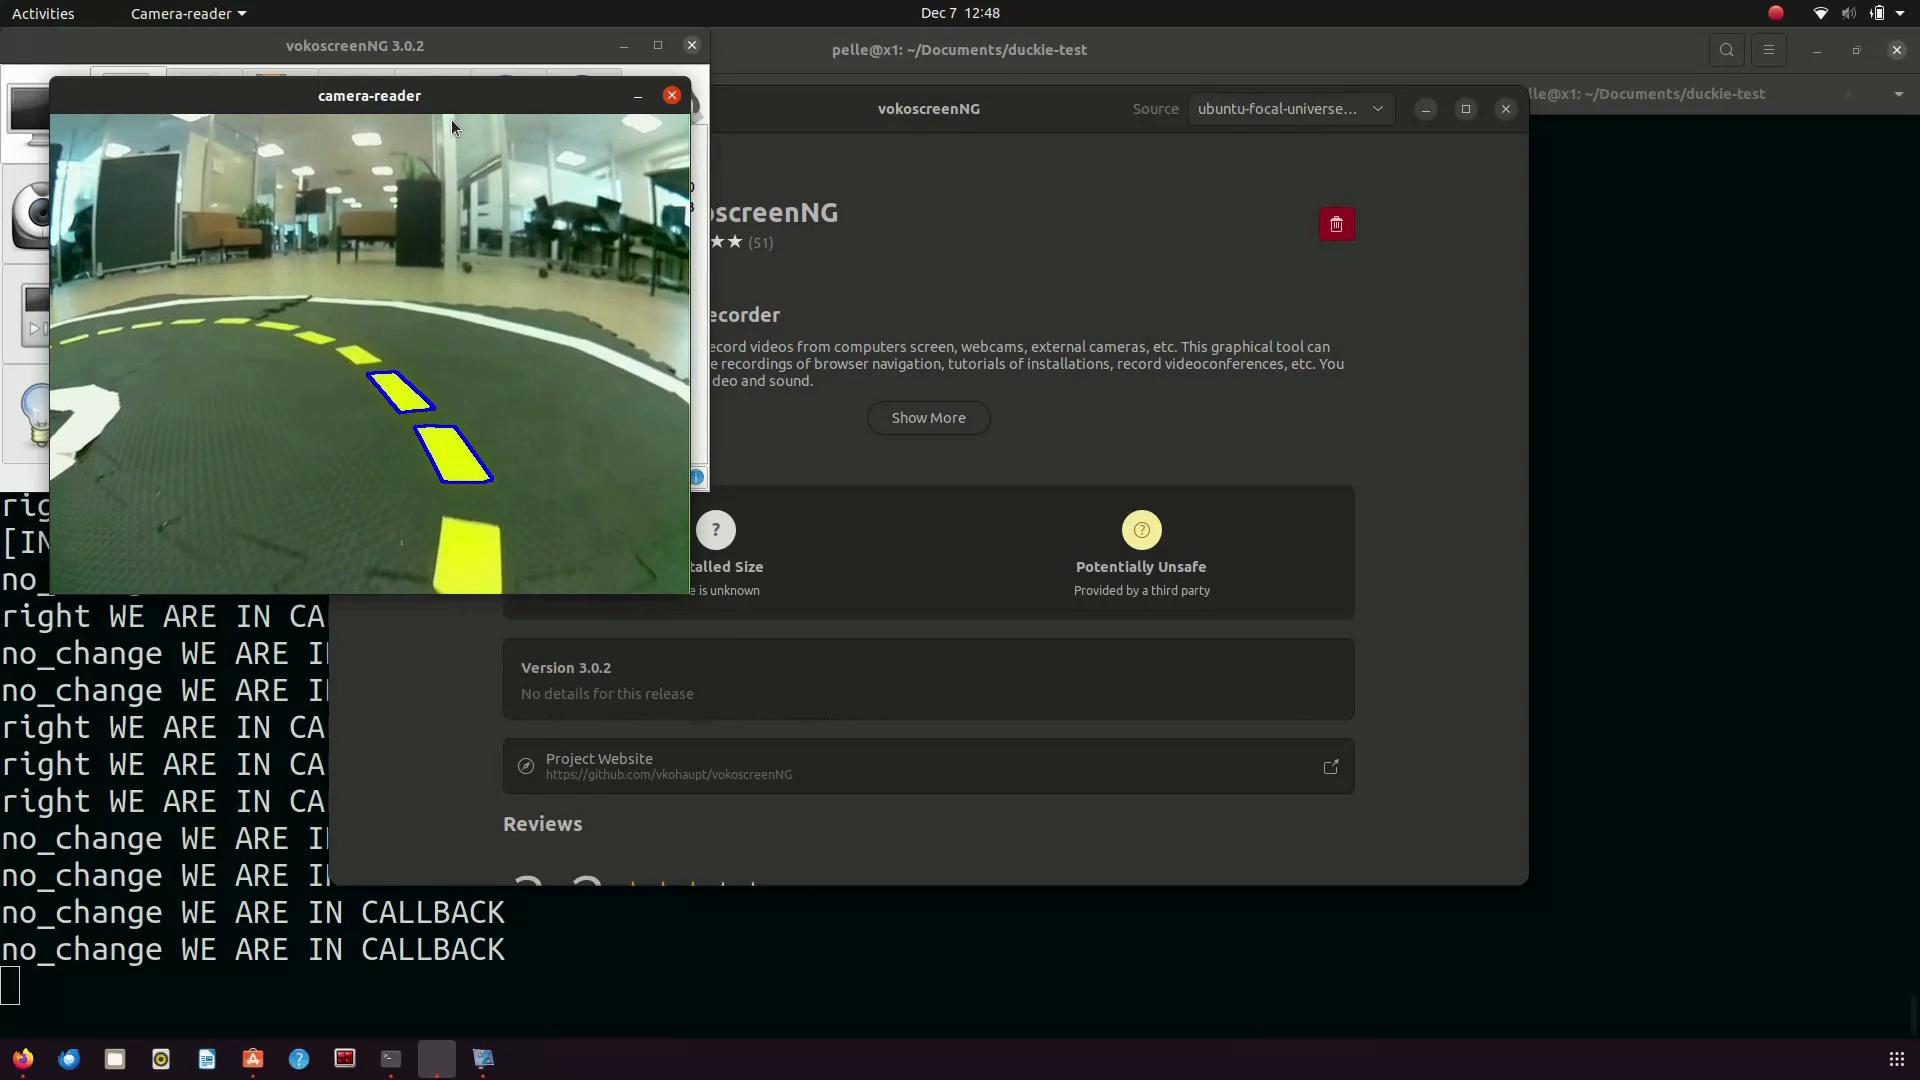 Activities
Camera-reader
Dec 7 12:48
vokoscreenNG 3.0.2
pelle@x1: ~/Documents/duckie-test
camera-reader
vokoscreenNG
Source
ubuntu-focal-universe...
lle@x1: ~/Documents/duckie-test
oscreenNG
(51)
ecorder
ecord videos from computers screen, webcams, external cameras, etc. This graphical tool can
e recordings of browser navigation, tutorials of installations, record videoconferences, etc. You
deo and sound.
Show More
?
talled Size
e is unknown
?
Potentially Unsafe
Provided by a third party
Version 3.0.2
No details for this release
Project Website
https://github.com/vkohaupt/vokoscreenNG
Reviews
rig
[IN
no_
right WE ARE IN CA
no_change WE ARE I
no_change WE ARE I
right WE ARE IN CA
right WE ARE IN CA
right WE ARE IN CA
no_change WE ARE I
no_change WE ARE I
no_change WE ARE IN CALLBACK
no_change WE ARE IN CALLBACK